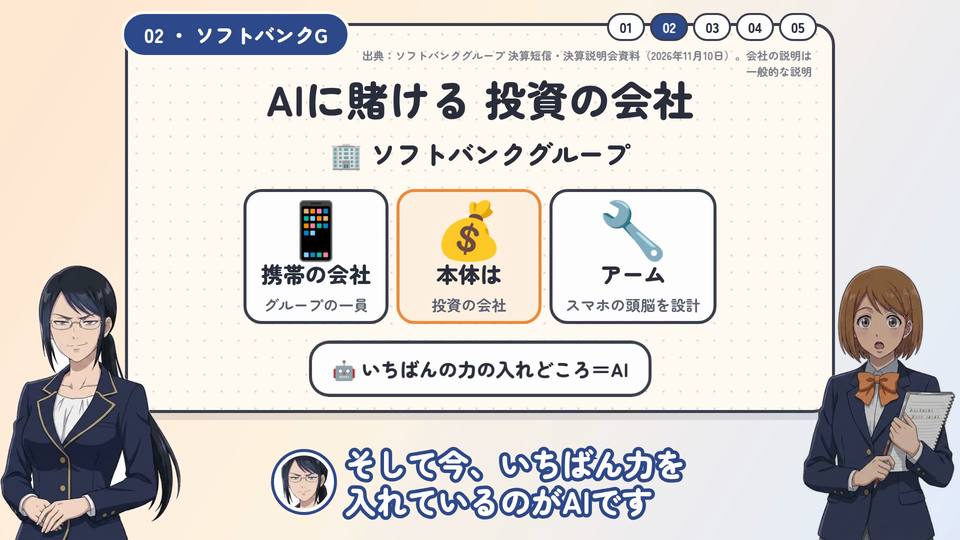 02 ・ ソフトバンクG
01 02 03 04 05
出典：ソフトバンクグループ 決算短信・決算説明会資料（2026年11月10日）。会社の説明は
一般的な説明
AIに賭ける 投資の会社
ソフトバンクグループ
携帯の会社
グループの一員
本体は
投資の会社
アーム
スマホの頭脳を設計
いちばんの力の入れどころ＝AI
そして今、いちばん力を
入れているのがAIです